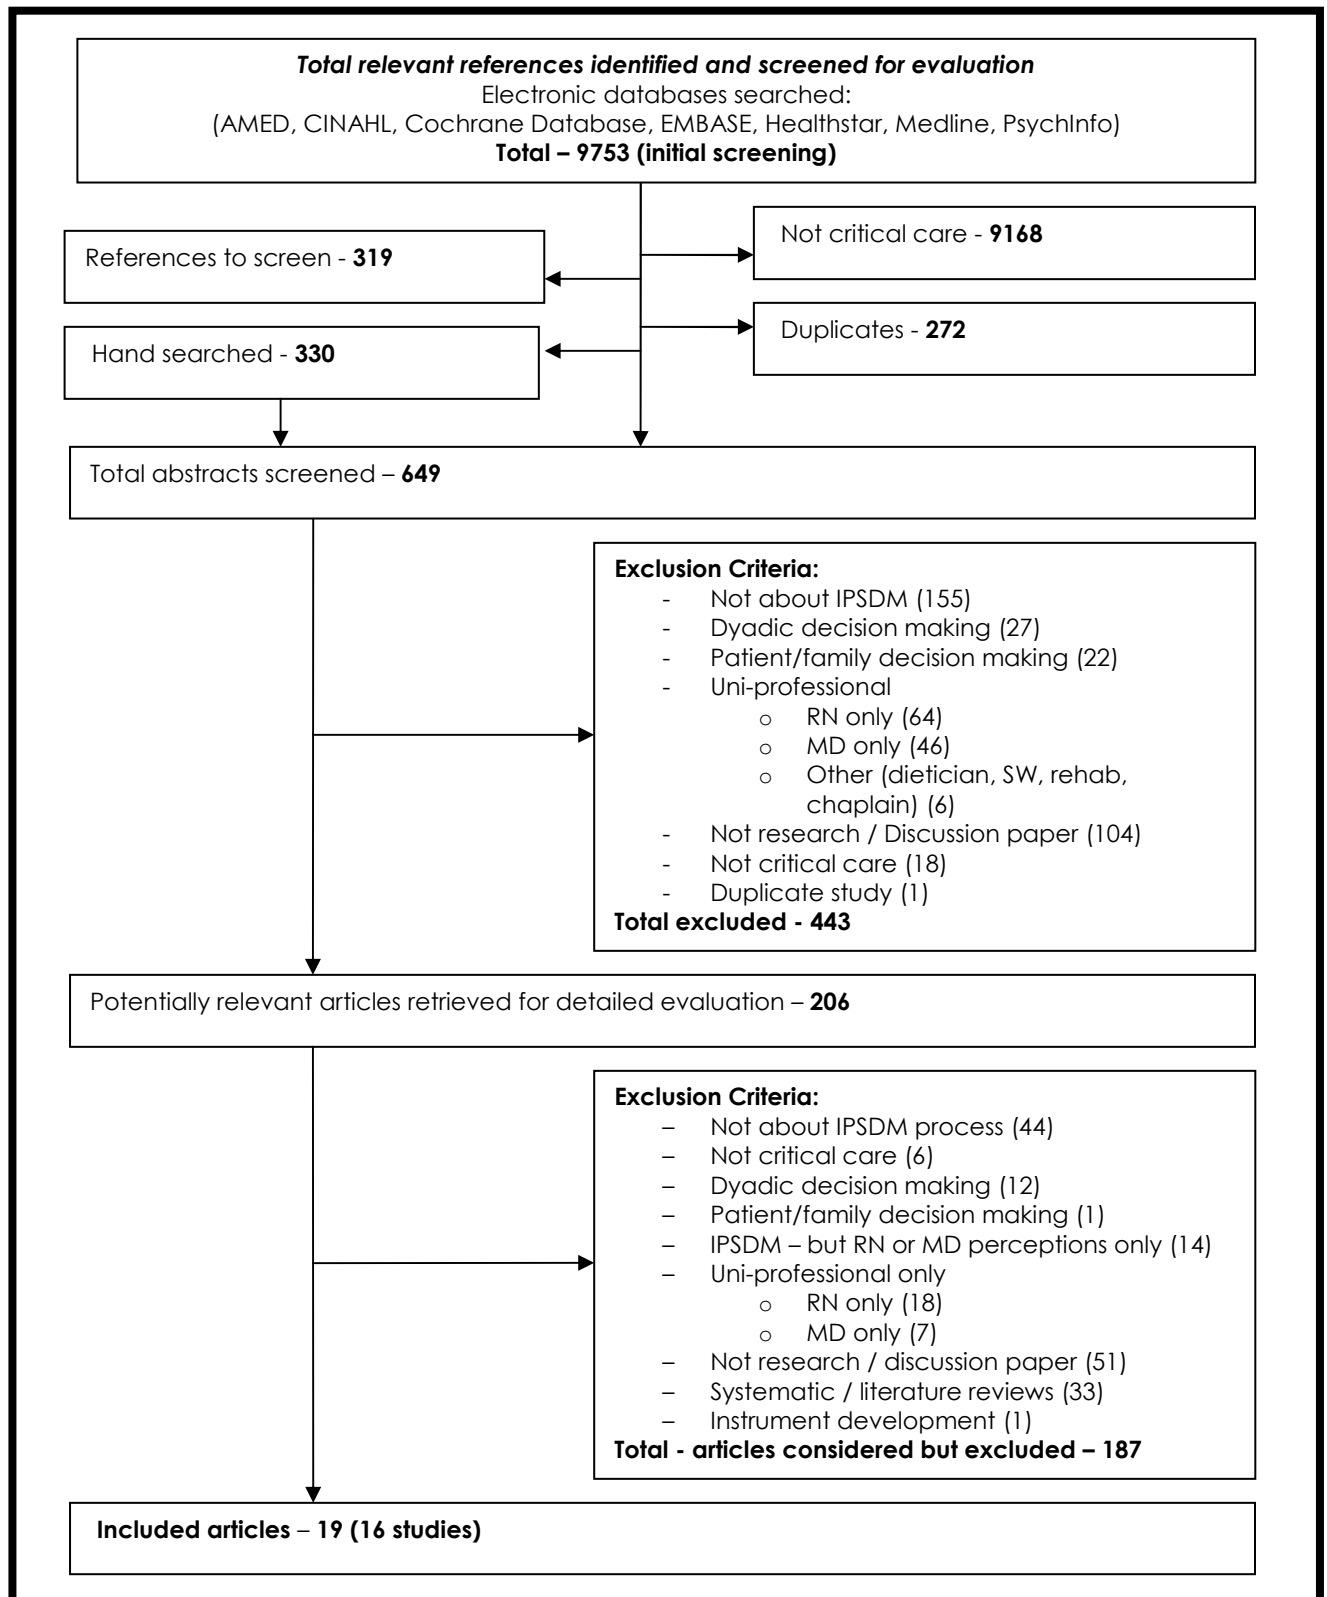 Total relevant references identified and screened for evaluation
Electronic databases searched:
(AMED, CINAHL, Cochrane Database, EMBASE, Healthstar, Medline, PsychInfo)
Total – 9753 (initial screening)
Not critical care - 9168
References to screen - 319
Duplicates - 272
Hand searched - 330
Total abstracts screened – 649
Exclusion Criteria:
- Not about IPSDM (155)
- Dyadic decision making (27)
- Patient/family decision making (22)
- Uni-professional
o RN only (64)
o MD only (46)
o Other (dietician, SW, rehab,
chaplain) (6)
- Not research / Discussion paper (104)
- Not critical care (18)
- Duplicate study (1)
Total excluded - 443
Potentially relevant articles retrieved for detailed evaluation – 206
Exclusion Criteria:
– Not about IPSDM process (44)
– Not critical care (6)
– Dyadic decision making (12)
– Patient/family decision making (1)
– IPSDM – but RN or MD perceptions only (14)
– Uni-professional only
o RN only (18)
o MD only (7)
– Not research / discussion paper (51)
– Systematic / literature reviews (33)
– Instrument development (1)
Total - articles considered but excluded – 187
Included articles – 19 (16 studies)